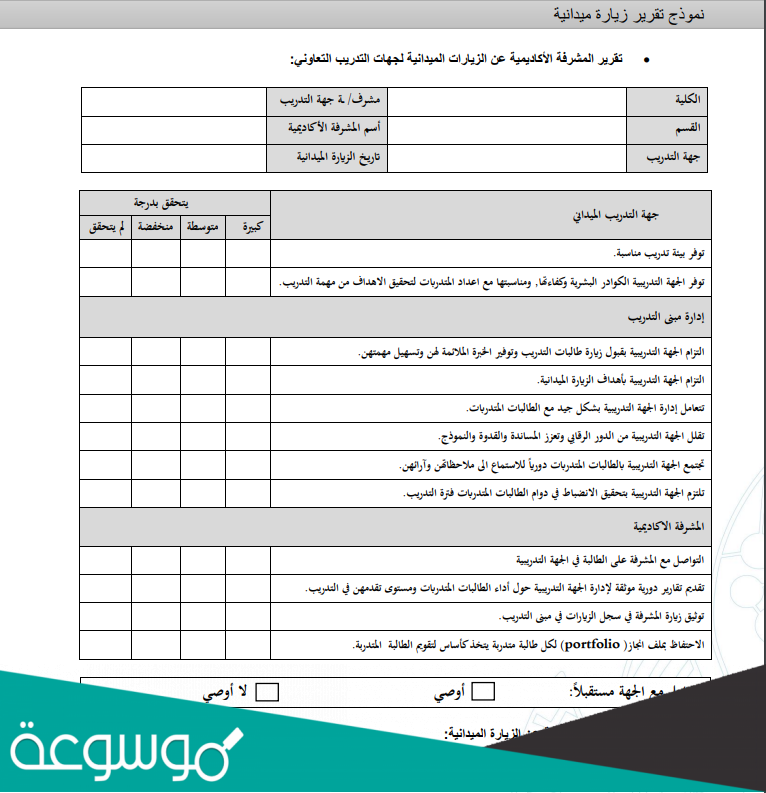 نموذج تقرير زيارة ميدانية
• تقرير المشرفة الأكاديمية عن الزيارات الميدانية لجهات التدريب التعاوني:
الكلية مشرف/ ـة جهة التدريب
القسم أسم المشرفة الأكاديمية
جهة التدريب تاريخ الزيارة الميدانية
جهة التدريب الميداني يتحقق بدرجة
كبيرة متوسطة منخفضة لم يتحقق
توفر بيئة تدريب مناسبة.
توفر الجهة التدريبية الكوادر البشرية وكفاءتها, ومناسبتها مع اعداد المتدربات لتحقيق الاهداف من مهمة التدريب.
إدارة مبنى التدريب
التزام الجهة التدريبية بقبول زيارة طالبات التدريب وتوفير الخبرة الملائمة لهن وتسهيل مهمتهن.
التزام الجهة التدريبية بأهداف الزيارة الميدانية.
تتعامل إدارة الجهة التدريبية بشكل جيد مع الطالبات المتدربات.
تقلل الجهة التدريبية من الدور الرقابي وتعزز المساندة والقدوة والنموذج.
تجتمع الجهة التدريبية بالطالبات المتدربات دورياً للاستماع الى ملاحظاتهن وآرائهن.
تلتزم الجهة التدريبية بتحقيق الانضباط في دوام الطالبات المتدربات فترة التدريب.
المشرفة الاكاديمية
التواصل مع المشرفة على الطالبة في الجهة التدريبية
تقديم تقارير دورية موثقة لإدارة الجهة التدريبية حول أداء الطالبات المتدربات ومستوى تقدمهن في التدريب.
توثيق زيارة المشرفة في سجل الزيارات في مبنى التدريب.
الاحتفاظ بملف انجاز( portfolio) لكل طالبة متدربة يتخذ كأساس لتقويم الطالبة المتدربة.
مع الجهة مستقبلاً: أوصي لا أوصي
الزيارة الميدانية:
موسوعة